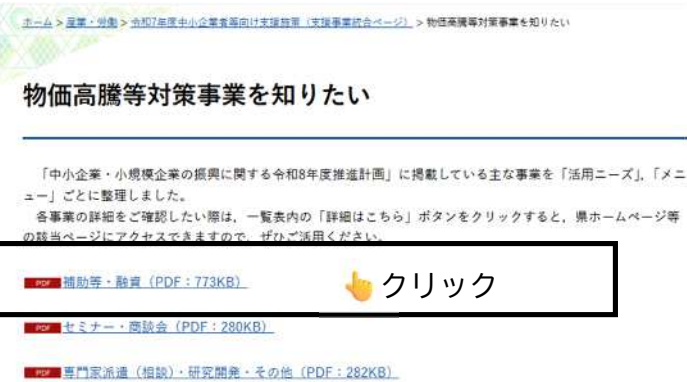 ホーム > 産業・労働 > 令和7年度中小企業者等向け支援施策（支援事業統合ページ） > 物価高騰等対策事業を知りたい
物価高騰等対策事業を知りたい
「中小企業・小規模企業の振興に関する令和8年度推進計画」に掲載している主な事業を「活用ニーズ」，「メニ
ュー」ごとに整理しました。
各事業の詳細をご確認したい際は，一覧表内の「詳細はこちら」ボタンをクリックすると，県ホームページ等
の該当ページにアクセスできますので，ぜひご活用ください。
PDF 補助等・融資（PDF：773KB）
👆クリック
PDF セミナー・商談会（PDF：280KB）
PDF 専門家派遣（相談）・研究開発・その他（PDF：282KB）